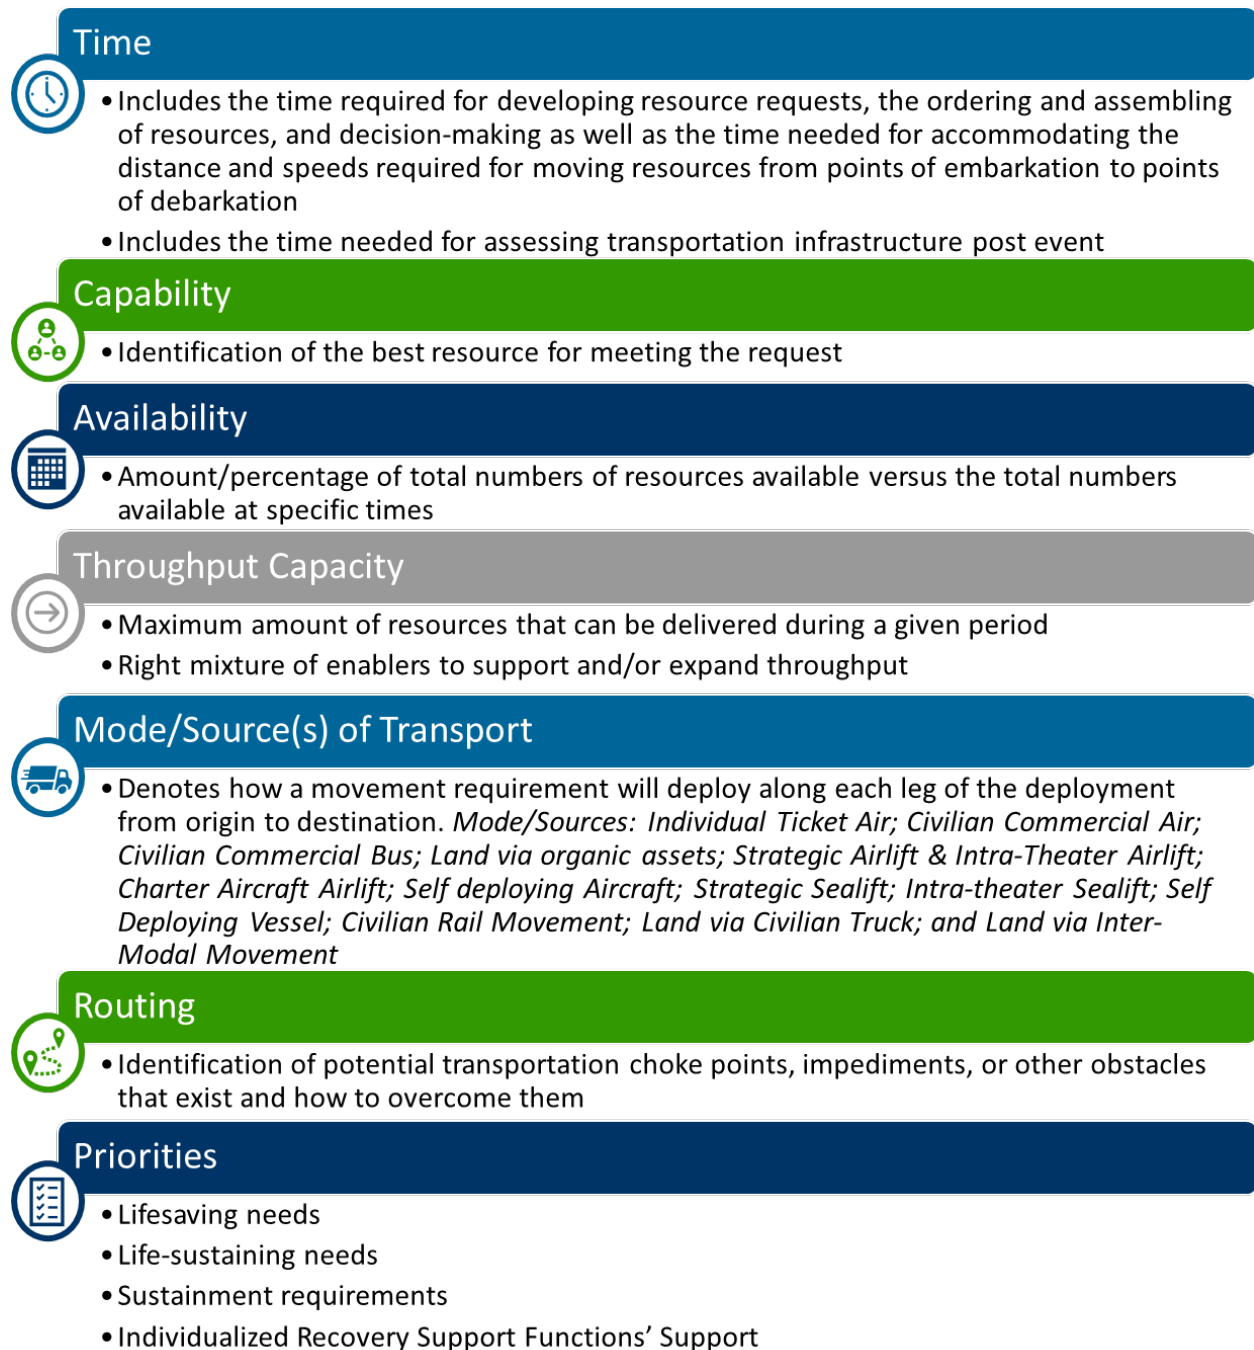 Time
• Includes the time required for developing resource requests, the ordering and assembling
of resources, and decision-making as well as the time needed for accommodating the
distance and speeds required for moving resources from points of embarkation to points
of debarkation
• Includes the time needed for assessing transportation infrastructure post event
Capability
• Identification of the best resource for meeting the request
Availability
• Amount/percentage of total numbers of resources available versus the total numbers
available at specific times
Throughput Capacity
• Maximum amount of resources that can be delivered during a given period
• Right mixture of enablers to support and/or expand throughput
Mode/Source(s) of Transport
• Denotes how a movement requirement will deploy along each leg of the deployment
from origin to destination. Mode/Sources: Individual Ticket Air; Civilian Commercial Air;
Civilian Commercial Bus; Land via organic assets; Strategic Airlift & Intra-Theater Airlift;
Charter Aircraft Airlift; Self deploying Aircraft; Strategic Sealift; Intra-theater Sealift; Self
Deploying Vessel; Civilian Rail Movement; Land via Civilian Truck; and Land via Inter-
Modal Movement
Routing
• Identification of potential transportation choke points, impediments, or other obstacles
that exist and how to overcome them
Priorities
• Lifesaving needs
• Life-sustaining needs
• Sustainment requirements
• Individualized Recovery Support Functions’ Support